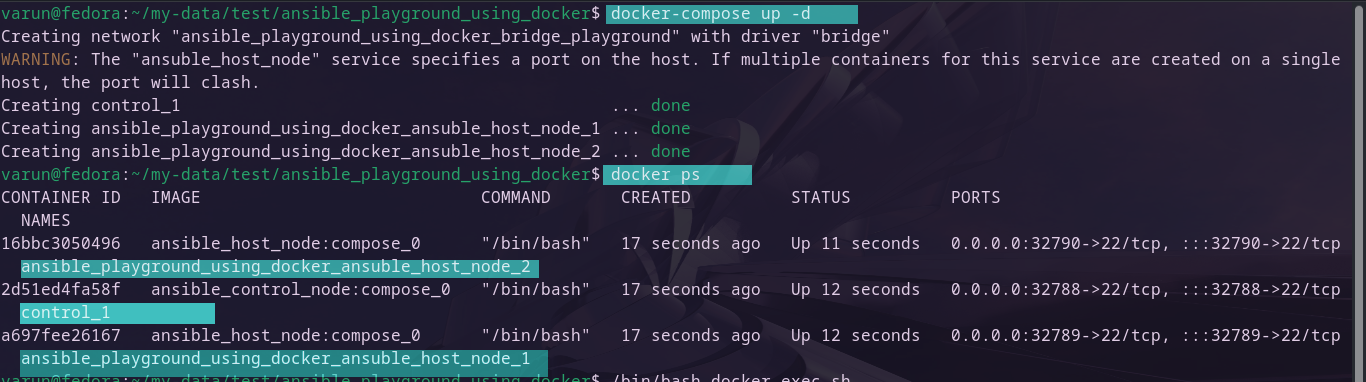 varun@fedora:~/my-data/test/ansible_playground_using_docker$ docker-compose up -d
Creating network "ansible_playground_using_docker_bridge_playground" with driver "bridge"
WARNING: The "ansuble_host_node" service specifies a port on the host. If multiple containers for this service are created on a single
host, the port will clash.
Creating control_1 ... done
Creating ansible_playground_using_docker_ansuble_host_node_1 ... done
Creating ansible_playground_using_docker_ansuble_host_node_2 ... done
varun@fedora:~/my-data/test/ansible_playground_using_docker$ docker ps
CONTAINER ID IMAGE COMMAND CREATED STATUS PORTS
NAMES
16bbc3050496 ansible_host_node:compose_0 "/bin/bash" 17 seconds ago Up 11 seconds 0.0.0.0:32790->22/tcp, :::32790->22/tcp
ansible_playground_using_docker_ansuble_host_node_2
2d51ed4fa58f ansible_control_node:compose_0 "/bin/bash" 17 seconds ago Up 12 seconds 0.0.0.0:32788->22/tcp, :::32788->22/tcp
control_1
a697fee26167 ansible_host_node:compose_0 "/bin/bash" 17 seconds ago Up 12 seconds 0.0.0.0:32789->22/tcp, :::32789->22/tcp
ansible_playground_using_docker_ansuble_host_node_1
varun@fedora:~/my-data/test/ansible_playground_using_docker$ /bin/bash docker_exec.sh